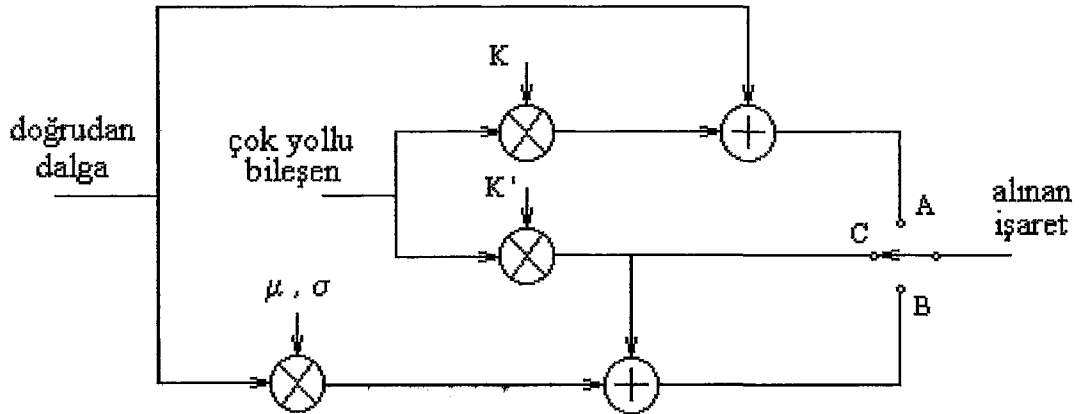 K
doğrudan
dalga
çok yollu
bileşen
K'
A
alınan
işaret
C
B
μ , σ